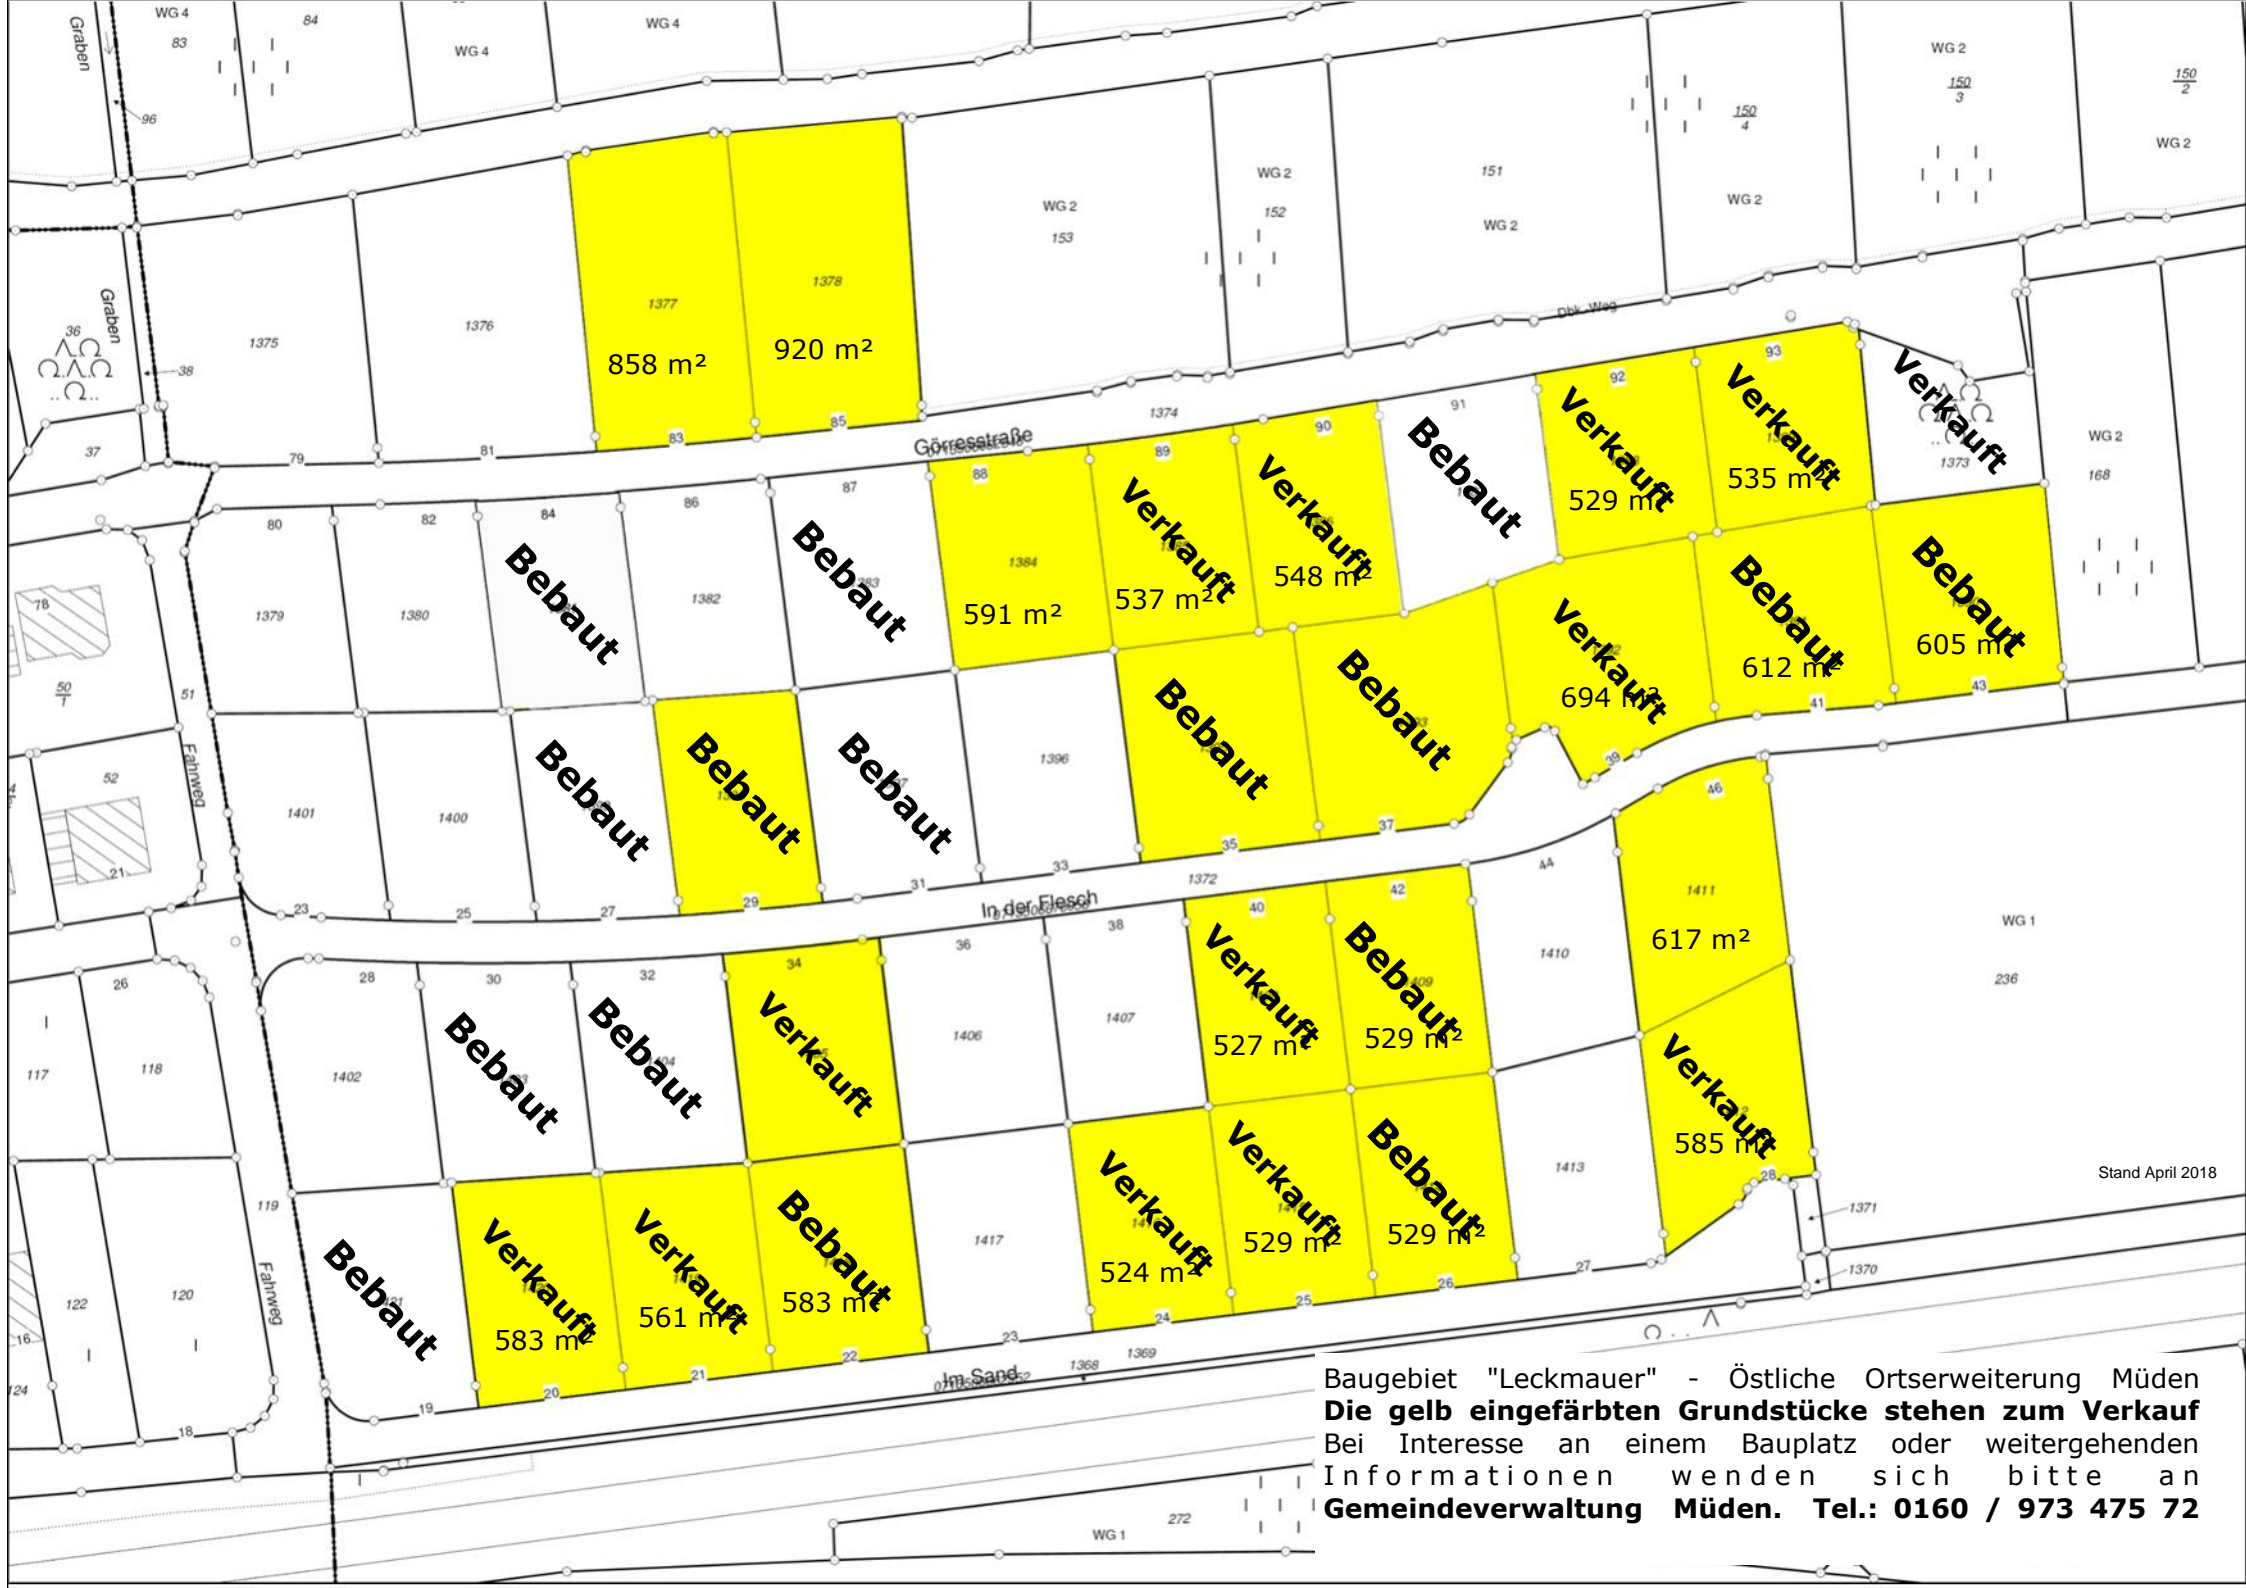 WG 4
83
84
WG 4
WG 4
WG 2
150
3
150
2
WG 2
150
4
WG 2
Graben
96
WG 2
152
WG 2
153
151
WG 2
Graben
36
38
37
1375
1376
1377
858 m²
1378
920 m²
Dbk. Weg
79
81
83
85
Görresstraße
1374
80
82
84
86
87
88
89
90
91
92
93
1379
1380
Bebaut
1382
Bebaut
1384
591 m²
Verkauft
537 m²
Verkauft
548 m²
Bebaut
Verkauft
529 m²
Verkauft
535 m²
Verkauft
1373
WG 2
168
78
50
1
51
Fahrweg
52
21
1401
1400
Bebaut
Bebaut
Bebaut
1396
Bebaut
Bebaut
Verkauft
694 m²
Bebaut
612 m²
Bebaut
605 m²
23
25
27
29
31
33
35
37
39
41
43
In der Flesch
1372
26
28
30
32
34
36
38
40
42
44
46
117
118
1402
Bebaut
Bebaut
Verkauft
1406
1407
Verkauft
527 m²
Bebaut
1409
529 m²
1410
1411
617 m²
WG 1
236
119
Fahrweg
122
120
16
124
18
Bebaut
Verkauft
583 m²
Verkauft
561 m²
Bebaut
583 m²
1417
Verkauft
524 m²
Verkauft
529 m²
Bebaut
529 m²
1413
Verkauft
585 m²
Stand April 2018
1371
1370
19
20
21
22
23
24
25
26
27
28
Im Sand
1368
1369
WG 1
272
Baugebiet "Leckmauer" - Östliche Ortserweiterung Müden
Die gelb eingefärbten Grundstücke stehen zum Verkauf
Bei Interesse an einem Bauplatz oder weitergehenden
Informationen wenden sich bitte an
Gemeindeverwaltung Müden. Tel.: 0160 / 973 475 72